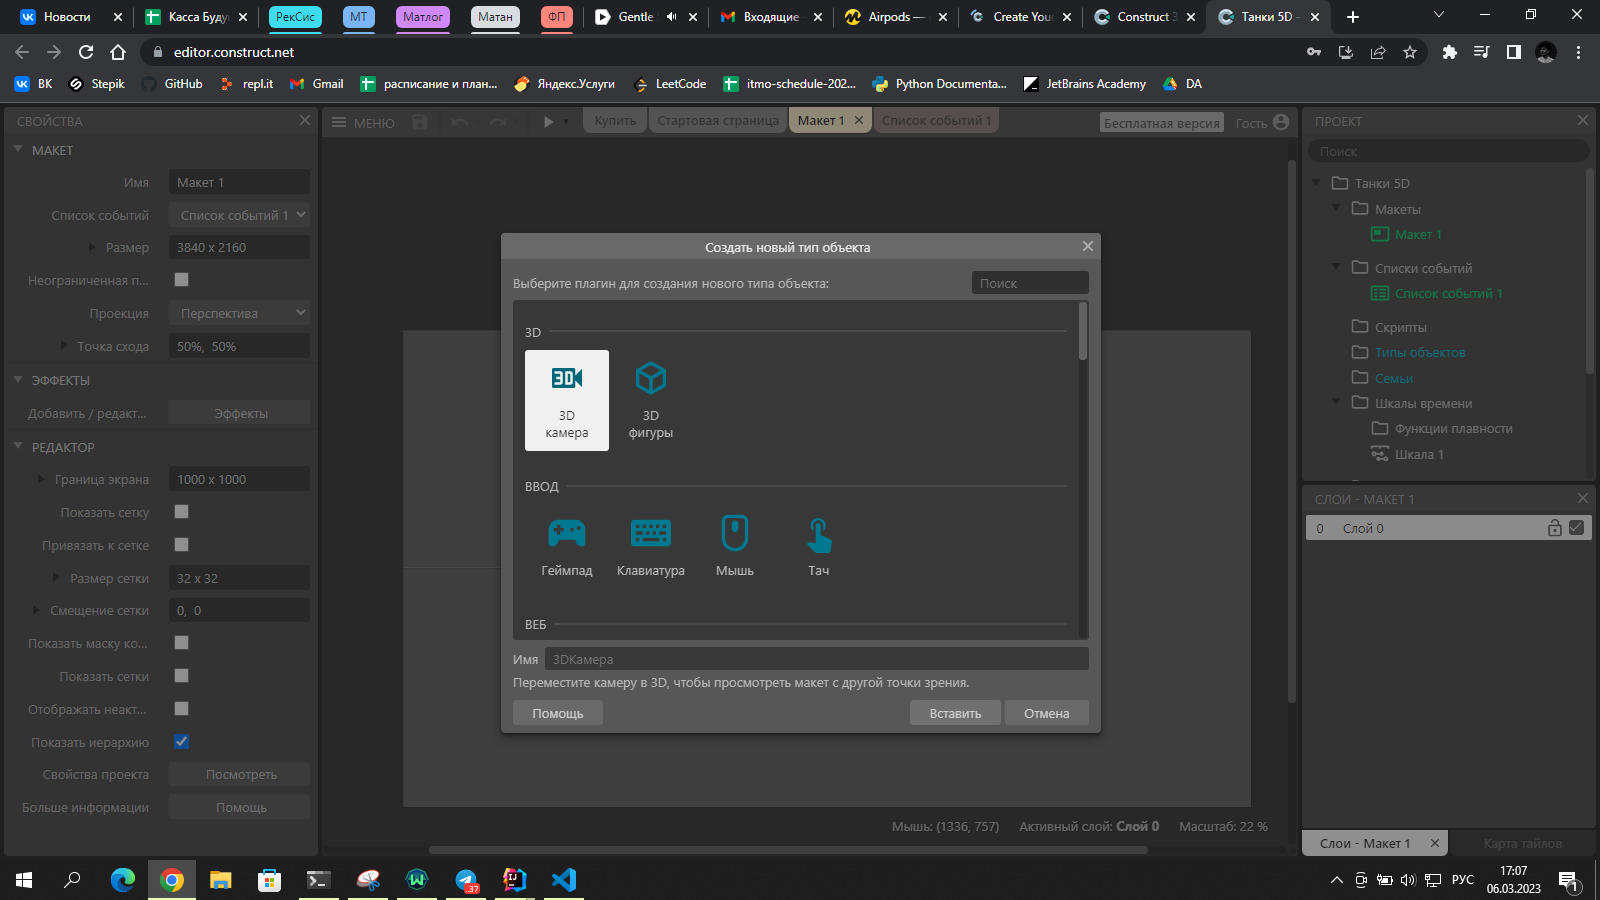 Новости
Касса Буду
РекСис
МТ
Матлог
Матан
ФП
Gentle
Входящие
Airpods —
Create You
Construct 3
Танки 5D -
editor.construct.net
ВК
Stepik
GitHub
repl.it
Gmail
расписание и план...
Яндекс.Услуги
LeetCode
itmo-schedule-202...
Python Documenta...
JetBrains Academy
DA
СВОЙСТВА
МЕНЮ
Купить
Стартовая страница
Макет 1
Список событий 1
Бесплатная версия
Гость
ПРОЕКТ
МАКЕТ
Имя
Макет 1
Список событий
Список событий 1
Размер
3840 x 2160
Неограниченная п...
Проекция
Перспектива
Точка схода
50%, 50%
ЭФФЕКТЫ
Добавить / редакт...
Эффекты
РЕДАКТОР
Граница экрана
1000 x 1000
Показать сетку
Привязать к сетке
Размер сетки
32 x 32
Смещение сетки
0, 0
Показать маску ко...
Показать сетки
Отображать неакт...
Показать иерархию
Свойства проекта
Посмотреть
Больше информации
Помощь
Создать новый тип объекта
Выберите плагин для создания нового типа объекта:
Поиск
3D
3D
3D
камера
3D
фигуры
ВВОД
Геймпад
Клавиатура
Мышь
Тач
ВЕБ
Имя
3DКамера
Переместите камеру в 3D, чтобы просмотреть макет с другой точки зрения.
Помощь
Вставить
Отмена
Мышь: (1336, 757)
Активный слой: Слой 0
Масштаб: 22 %
Поиск
Танки 5D
Макеты
Макет 1
Списки событий
Список событий 1
Скрипты
Типы объектов
Семьи
Шкалы времени
Функции плавности
Шкала 1
СЛОИ - МАКЕТ 1
0
Слой 0
Слои - Макет 1
Карта тайлов
37
РУС
17:07
06.03.2023
1